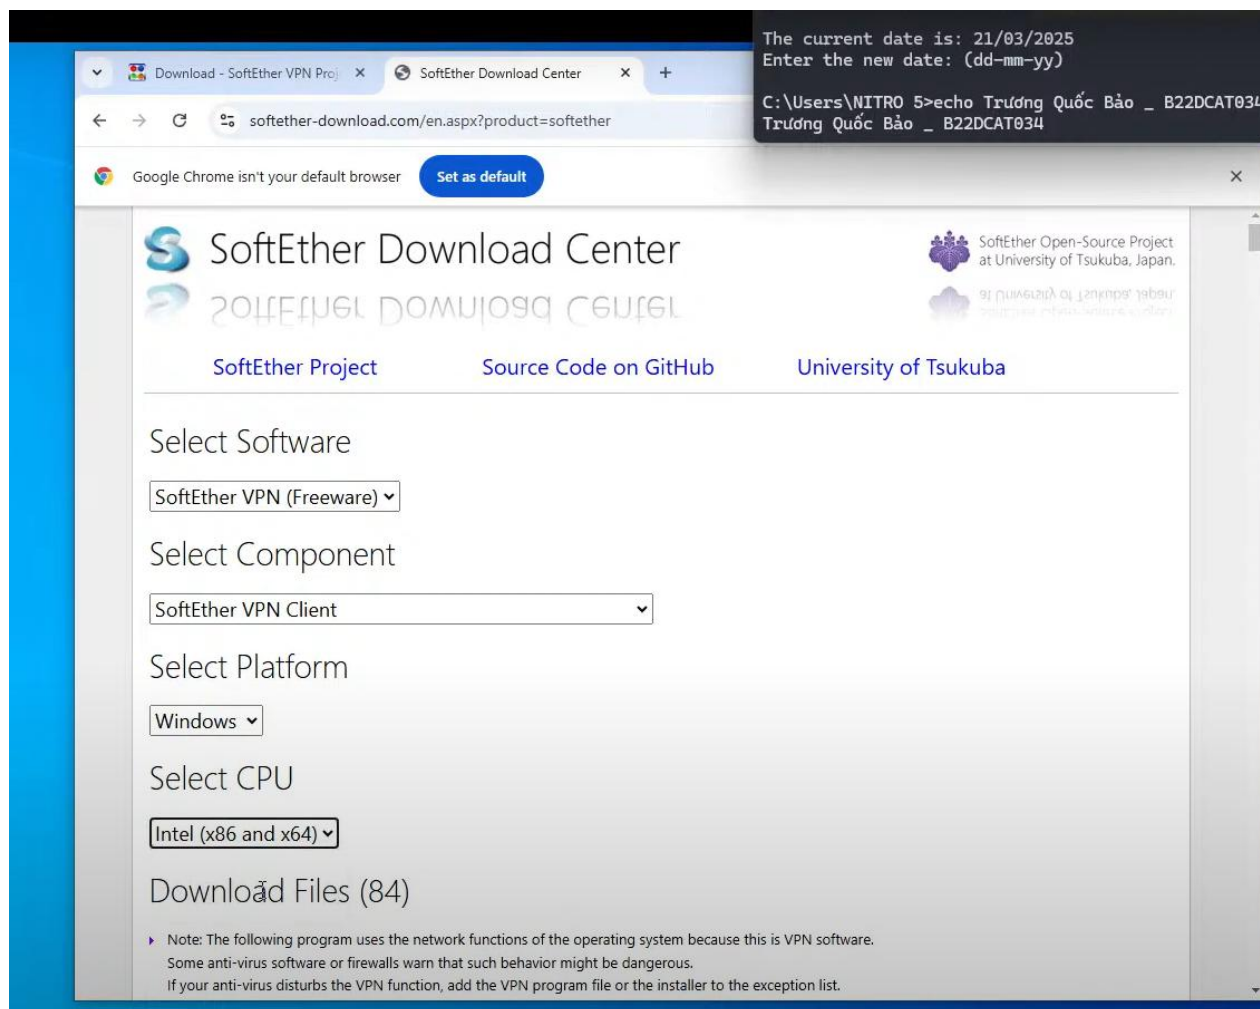 The current date is: 21/03/2025
Enter the new date: (dd-mm-yy)
C:\Users\NITRO 5>echo Trương Quốc Bảo _ B22DCAT034
Trương Quốc Bảo _ B22DCAT034
Download - SoftEther VPN Proj
SoftEther Download Center
softether-download.com/en.aspx?product=softether
Google Chrome isn't your default browser
Set as default
SoftEther Download Center
SoftEther Open-Source Project
at University of Tsukuba, Japan.
SoftEther Project
Source Code on GitHub
University of Tsukuba
Select Software
SoftEther VPN (Freeware)
Select Component
SoftEther VPN Client
Select Platform
Windows
Select CPU
Intel (x86 and x64)
Download Files (84)
Note: The following program uses the network functions of the operating system because this is VPN software.
Some anti-virus software or firewalls warn that such behavior might be dangerous.
If your anti-virus disturbs the VPN function, add the VPN program file or the installer to the exception list.